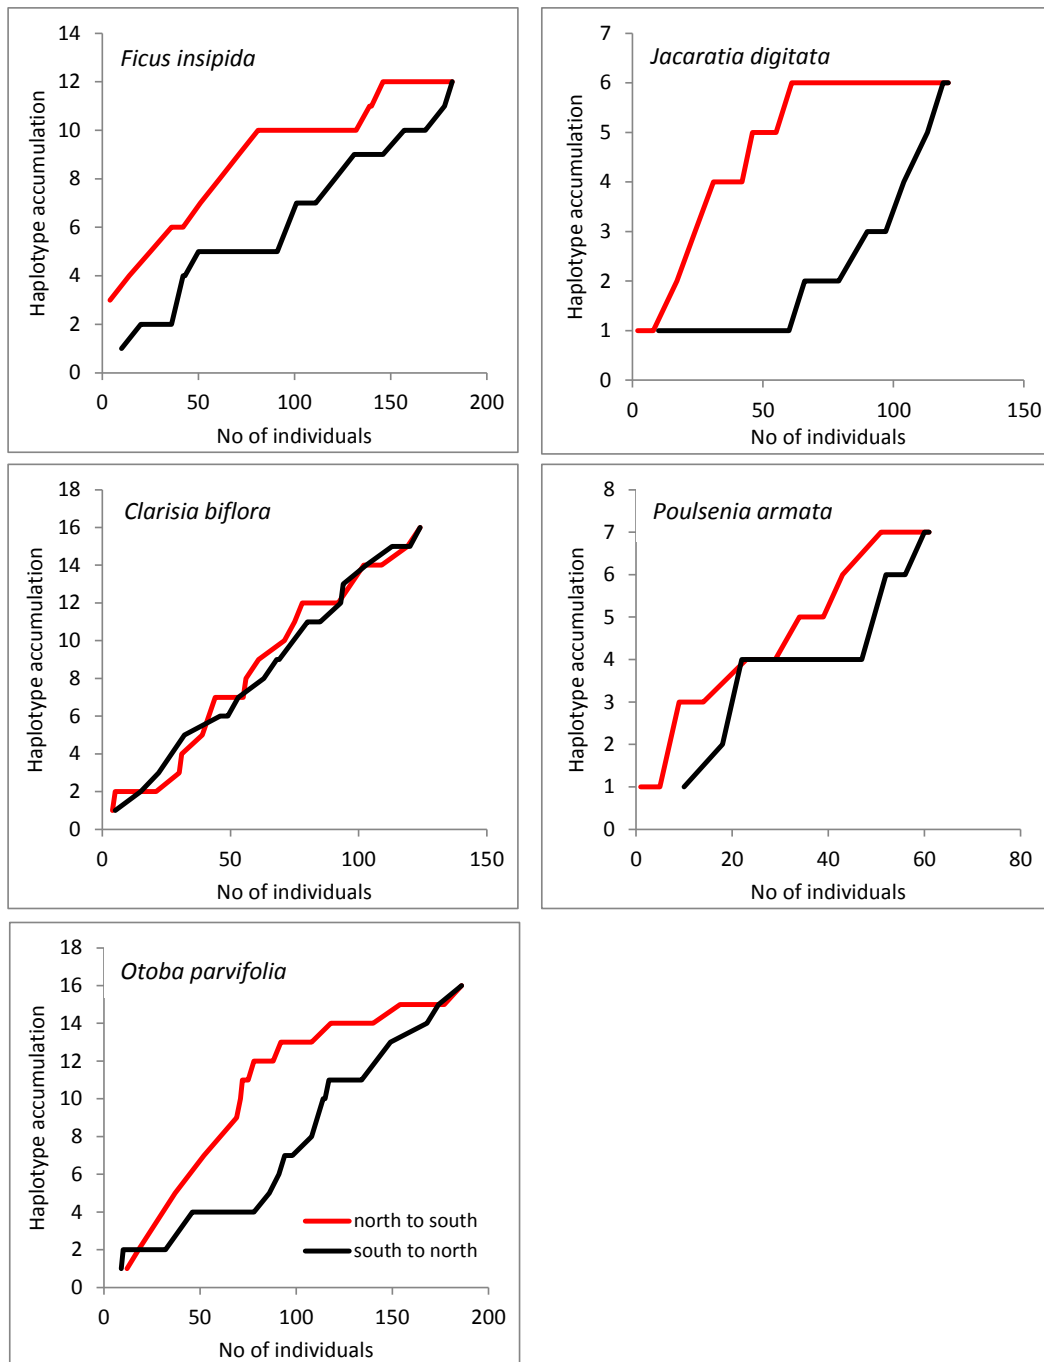 Ficus insipida
Haplotype accumulation
14
12
10
8
6
4
2
0
0 50 100 150 200
No of individuals
Jacaratia digitata
Haplotype accumulation
7
6
5
4
3
2
1
0
0 50 100 150
No of individuals
Clarisia biflora
Haplotype accumulation
18
16
14
12
10
8
6
4
2
0
0 50 100 150
No of individuals
Poulsenia armata
Haplotype accumulation
8
7
6
5
4
3
2
1
0
0 20 40 60 80
No of individuals
Otoba parvifolia
Haplotype accumulation
18
16
14
12
10
8
6
4
2
0
north to south
south to north
0 50 100 150 200
No of individuals